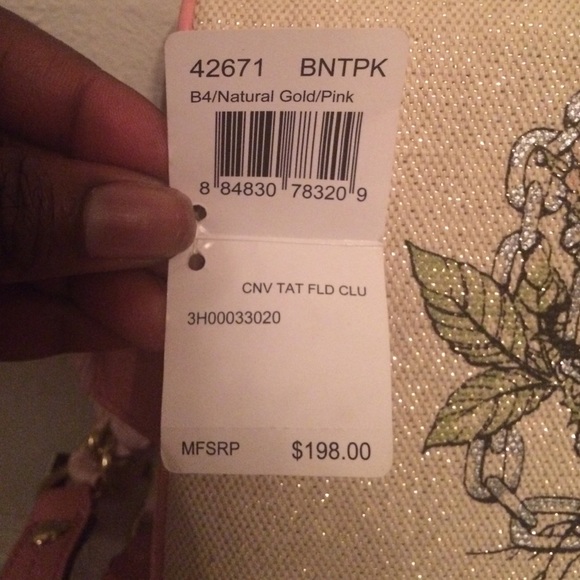 42671 BNTPK
B4/Natural Gold/Pink
8 84830 78320 9
CNV TAT FLD CLU
3H00033020
MFSRP $198.00